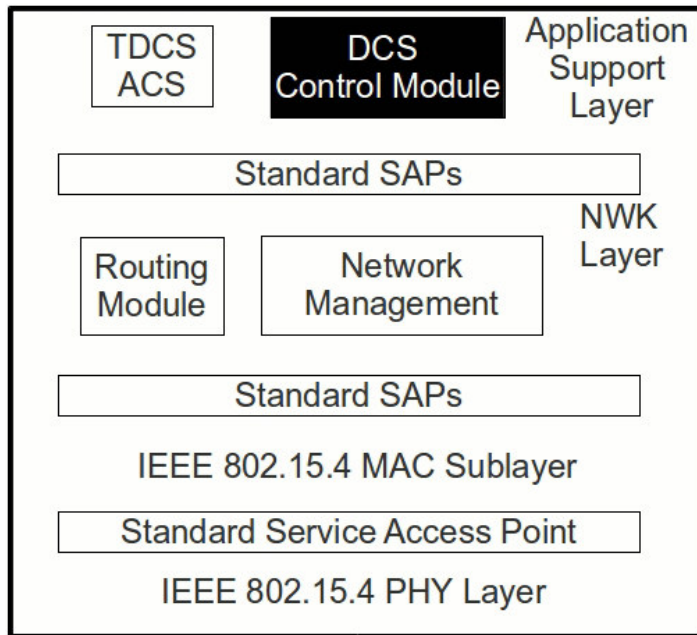 TDCS
ACS
DCS
Control Module
Application
Support
Layer
Standard SAPs
NWK
Layer
Routing
Module
Network
Management
Standard SAPs
IEEE 802.15.4 MAC Sublayer
Standard Service Access Point
IEEE 802.15.4 PHY Layer